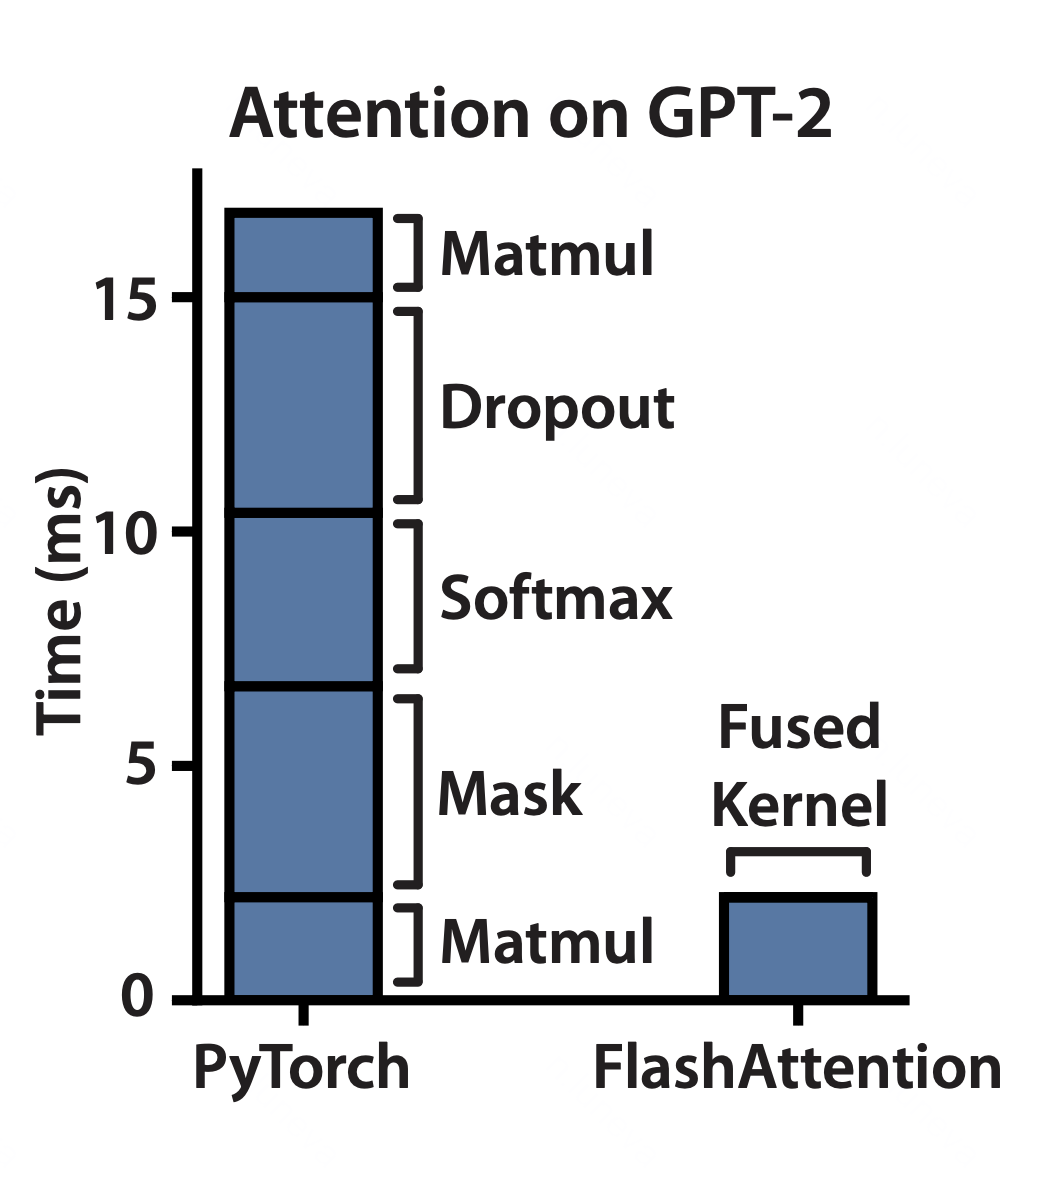 Attention on GPT-2
Time (ms)
15
10
5
0
Matmul
Dropout
Softmax
Mask
Matmul
Fused
Kernel
PyTorch
FlashAttention